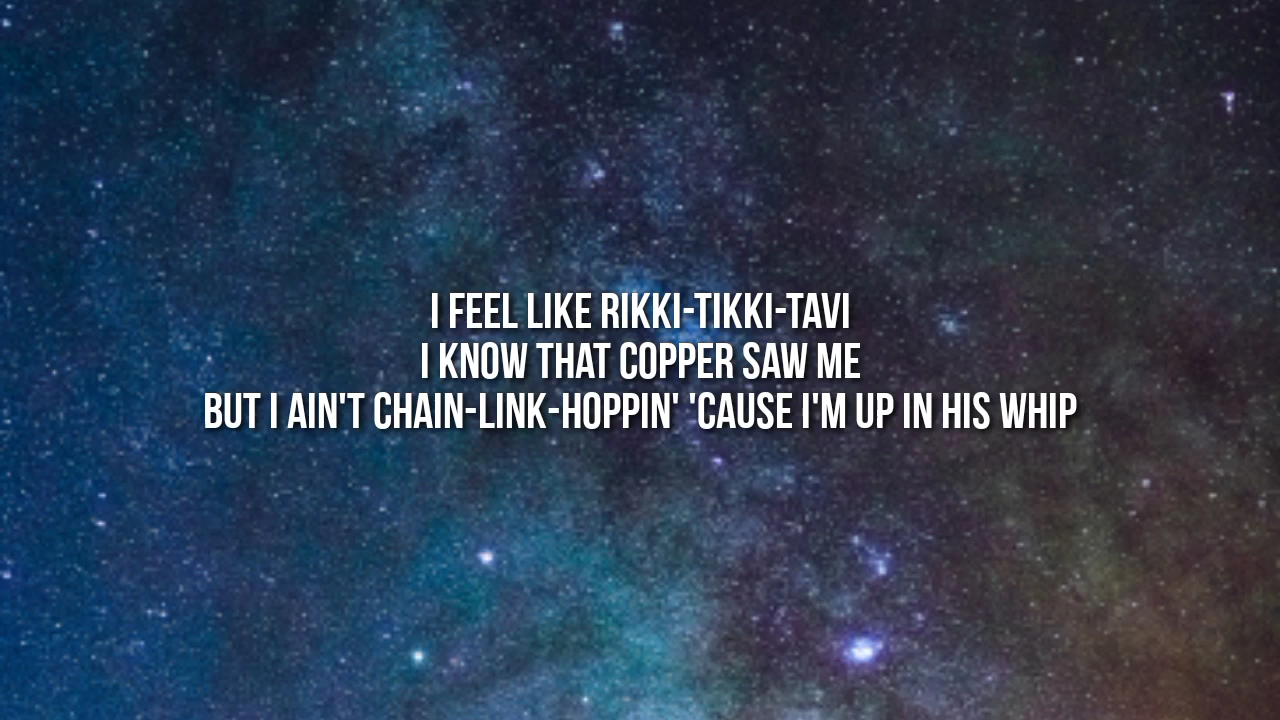 I FEEL LIKE RIKKI-TIKKI-TAVI
I KNOW THAT COPPER SAW ME
BUT I AIN'T CHAIN-LINK-HOPPIN' 'CAUSE I'M UP IN HIS WHIP